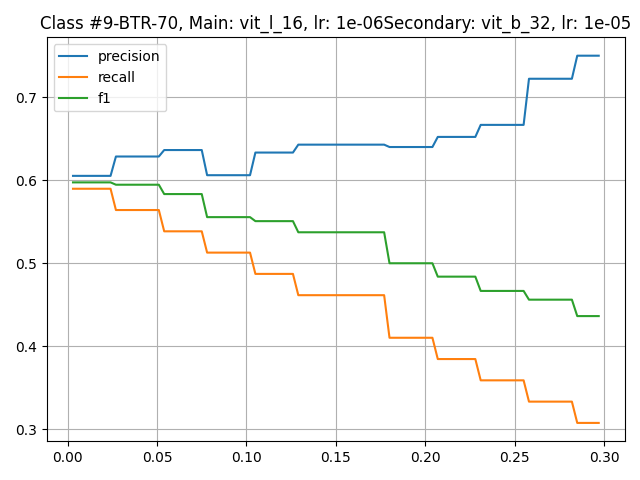 Class #9-BTR-70, Main: vit_l_16, lr: 1e-06Secondary: vit_b_32, lr: 1e-05
precision
recall
f1
0.7
0.6
0.5
0.4
0.3
0.00 0.05 0.10 0.15 0.20 0.25 0.30